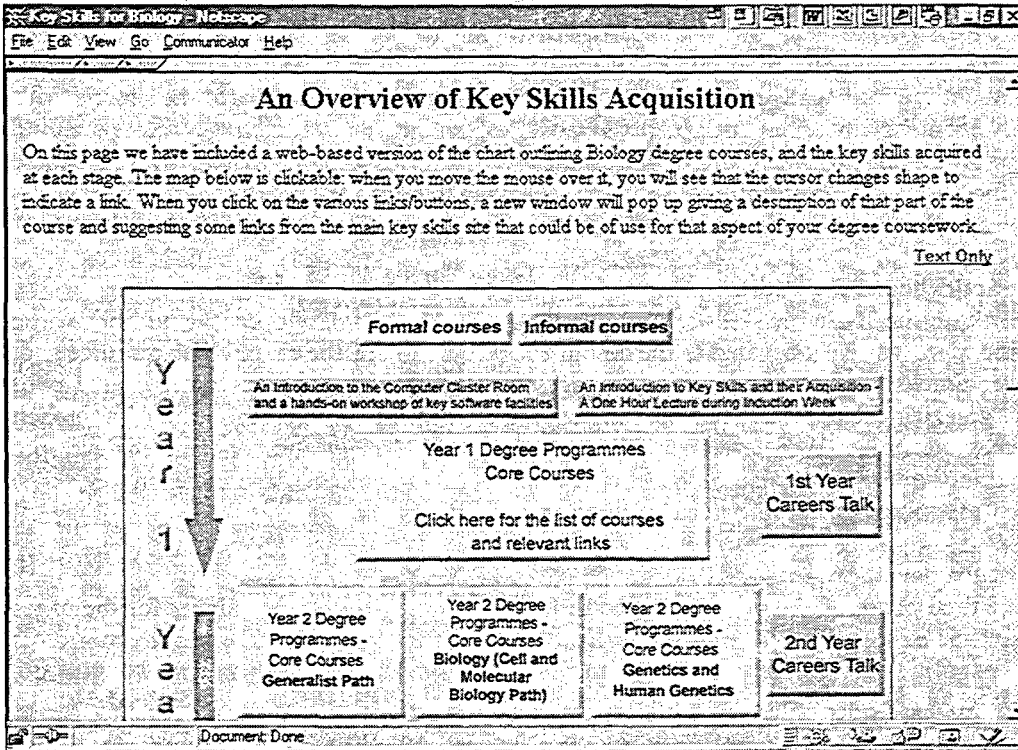 Key Skills for Biology - Netscape
File Edit View Go Communicator Help
An Overview of Key Skills Acquisition
On this page we have included a web-based version of the chart outlining Biology degree courses, and the key skills acquired
at each stage. The map below is clickable: when you move the mouse over it, you will see that the cursor changes shape to
indicate a link. When you click on the various links/buttons, a new window will pop up giving a description of that part of the
course and suggesting some links from the main key skills site that could be of use for that aspect of your degree coursework.
Text Only
Formal courses Informal courses
Year 1
An Introduction to the Computer Cluster Room
and a hands-on workshop of key software facilities
An Introduction to Key Skills and their Acquisition -
A One Hour Lecture during Induction Week
Year 1 Degree Programmes
Core Courses
Click here for the list of courses
and relevant links
1st Year
Careers Talk
Yea
Year 2 Degree
Programmes -
Core Courses
Generalist Path
Year 2 Degree
Programmes -
Core Courses
Biology (Cell and
Molecular
Biology Path)
Year 2 Degree
Programmes -
Core Courses
Genetics and
Human Genetics
2nd Year
Careers Talk
Document: Done